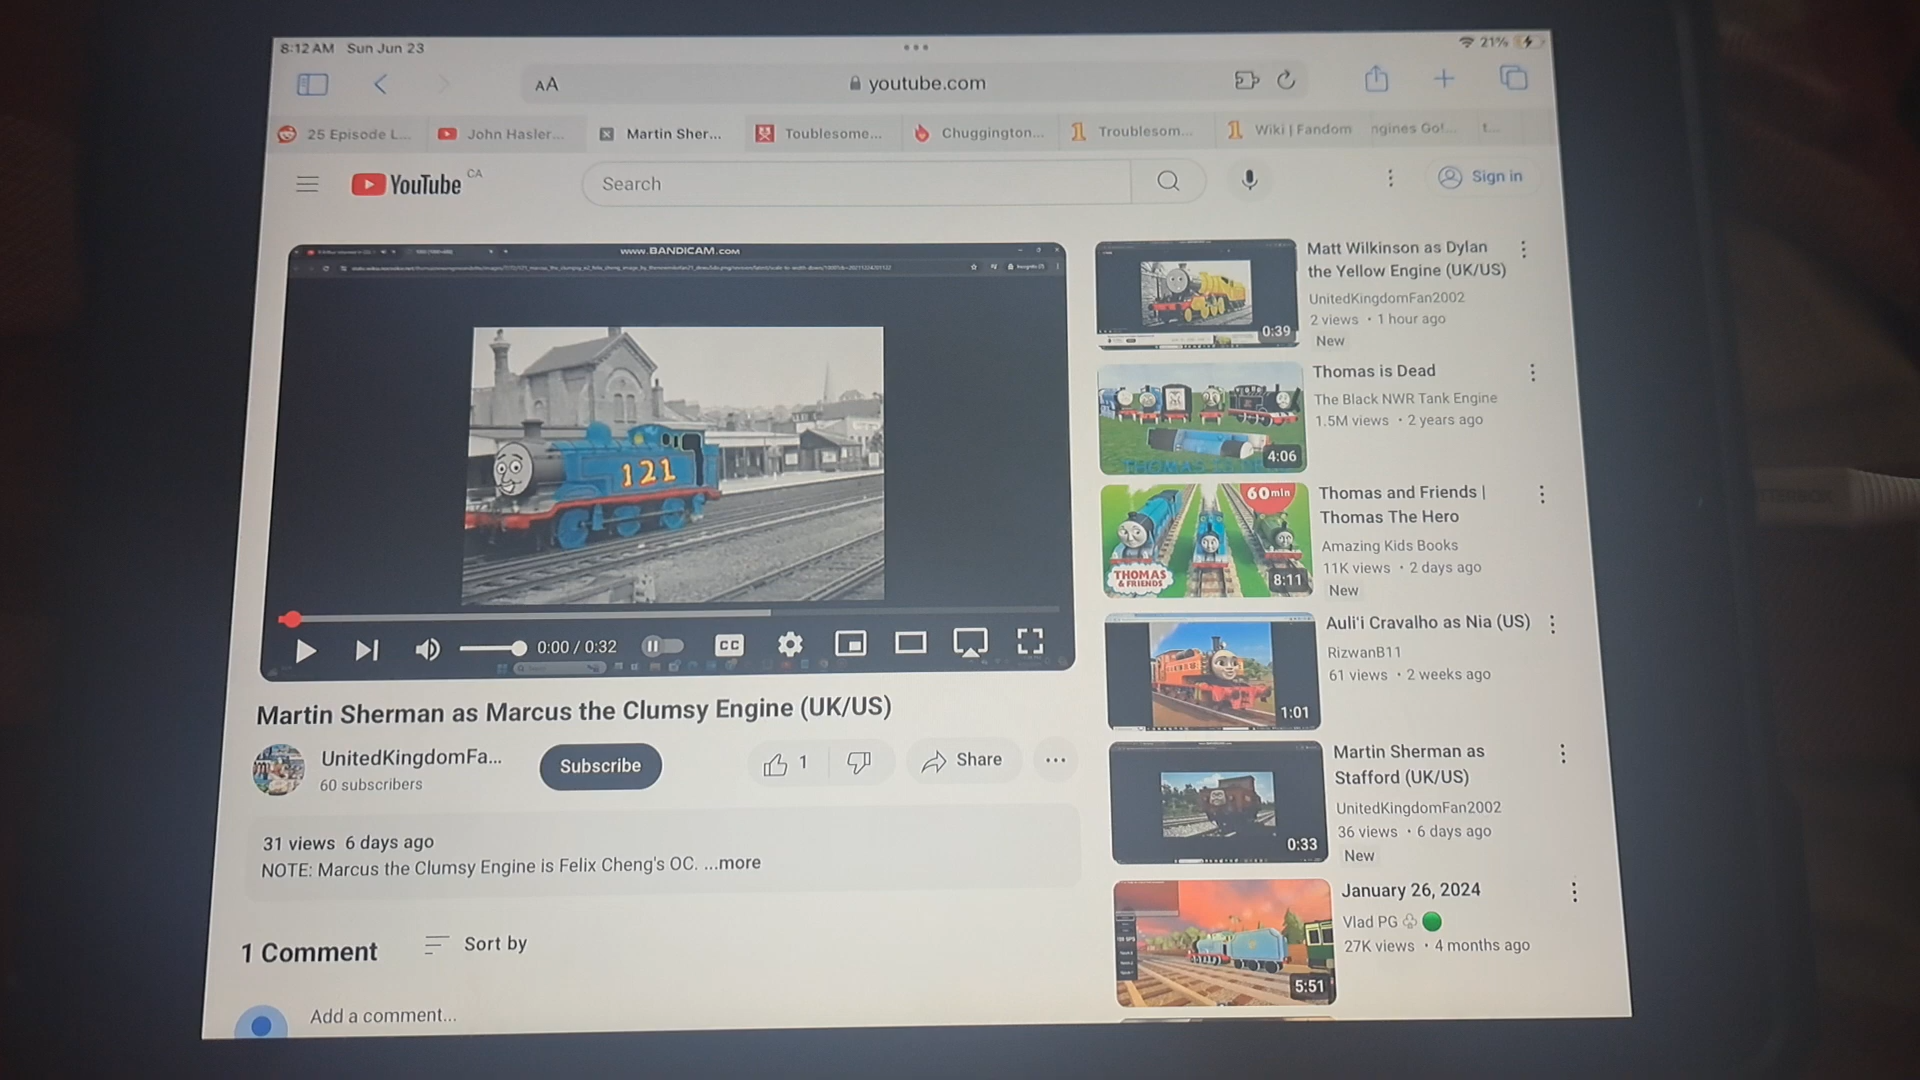 8:12 AM Sun Jun 23
21%
AA
youtube.com
25 Episode L...
John Hasler...
Martin Sher...
Toublesome...
Chuggington...
Troublesom...
Wiki | Fandom
ngines Go!...
t...
YouTube CA
Search
Sign in
www.BANDICAM.com
121
0:00 / 0:32
CC
Martin Sherman as Marcus the Clumsy Engine (UK/US)
UnitedKingdomFa...
60 subscribers
Subscribe
1
Share
31 views 6 days ago
NOTE: Marcus the Clumsy Engine is Felix Cheng's OC. ...more
1 Comment
Sort by
Add a comment...
0:39
Matt Wilkinson as Dylan
the Yellow Engine (UK/US)
UnitedKingdomFan2002
2 views • 1 hour ago
New
4:06
Thomas is Dead
The Black NWR Tank Engine
1.5M views • 2 years ago
60min
THOMAS
& FRIENDS
8:11
Thomas and Friends |
Thomas The Hero
Amazing Kids Books
11K views • 2 days ago
New
1:01
Auli'i Cravalho as Nia (US)
RizwanB11
61 views • 2 weeks ago
0:33
Martin Sherman as
Stafford (UK/US)
UnitedKingdomFan2002
36 views • 6 days ago
New
5:51
January 26, 2024
Vlad PG
27K views • 4 months ago